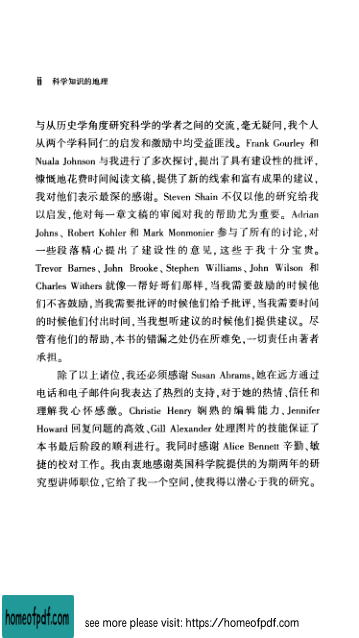 ii 科学知识的地理
与从历史学角度研究科学的学者之间的交流,毫无疑问,我个人
从两个学科同仁的启发和激励中均受益匪浅。Frank Gourley 和
Nuala Johnson 与我进行了多次探讨,提出了具有建设性的批评,
慷慨地花费时间阅读文稿,提供了新的线索和富有成果的建议,
我对他们表示最深的感谢。Steven Shain 不仅以他的研究给我
以启发,他对每一章文稿的审阅对我的帮助尤为重要。Adrian
Johns、Robert Kohler 和 Mark Monmonier 参与了所有的讨论,对
一些段落精心提出了建设性的意见,这些于我十分宝贵。
Trevor Barnes、John Brooke、Stephen Williams、John Wilson 和
Charles Withers 就像一帮好哥们那样,当我需要鼓励的时候他
们不吝鼓励,当我需要批评的时候他们给予批评,当我需要时间
的时候他们付出时间,当我想听建议的时候他们提供建议。尽
管有他们的帮助,本书的错漏之处仍在所难免,一切责任由著者
承担。
除了以上诸位,我还必须感谢 Susan Abrams,她在远方通过
电话和电子邮件向我表达了热烈的支持,对于她的热情、信任和
理解我心怀感激。Christie Henry 娴熟的编辑能力、Jennifer
Howard 回复问题的高效、Gill Alexander 处理图片的技能保证了
本书最后阶段的顺利进行。我同时感谢 Alice Bennett 辛勤、敏
捷的校对工作。我由衷地感谢英国科学院提供的为期两年的研
究型讲师职位,它给了我一个空间,使我得以潜心于我的研究。
homeofpdf.com
see more please visit: https://homeofpdf.com